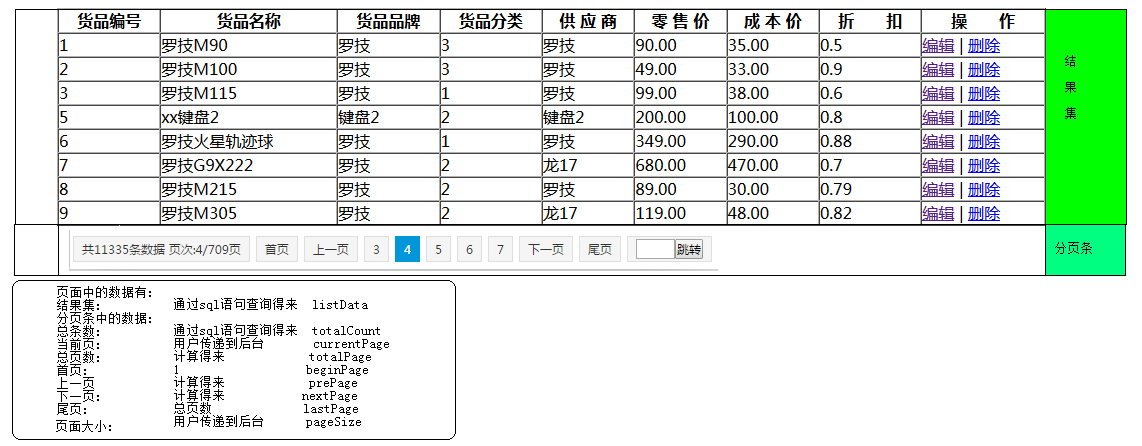 货品编号 货品名称 货品品牌 货品分类 供 应 商 零 售 价 成 本 价 折 扣 操 作
1 罗技M90 罗技 3 罗技 90.00 35.00 0.5 编辑 | 删除
2 罗技M100 罗技 3 罗技 49.00 33.00 0.9 编辑 | 删除
3 罗技M115 罗技 1 罗技 99.00 38.00 0.6 编辑 | 删除
5 xx键盘2 键盘2 2 键盘2 200.00 100.00 0.8 编辑 | 删除
6 罗技火星轨迹球 罗技 1 罗技 349.00 290.00 0.88 编辑 | 删除
7 罗技G9X222 罗技 2 龙17 680.00 470.00 0.7 编辑 | 删除
8 罗技M215 罗技 2 罗技 89.00 30.00 0.79 编辑 | 删除
9 罗技M305 罗技 2 龙17 119.00 48.00 0.82 编辑 | 删除
结
果
集
共11335条数据 页次:4/709页 首页 上一页 3 4 5 6 7 下一页 尾页 跳转
分页条
页面中的数据有:
结果集: 通过sql语句查询得来 listData
分页条中的数据:
总条数: 通过sql语句查询得来 totalCount
当前页: 用户传递到后台 currentPage
总页数: 计算得来 totalPage
首页: 1 beginPage
上一页 计算得来 prePage
下一页: 计算得来 nextPage
尾页: 总页数 lastPage
页面大小: 用户传递到后台 pageSize